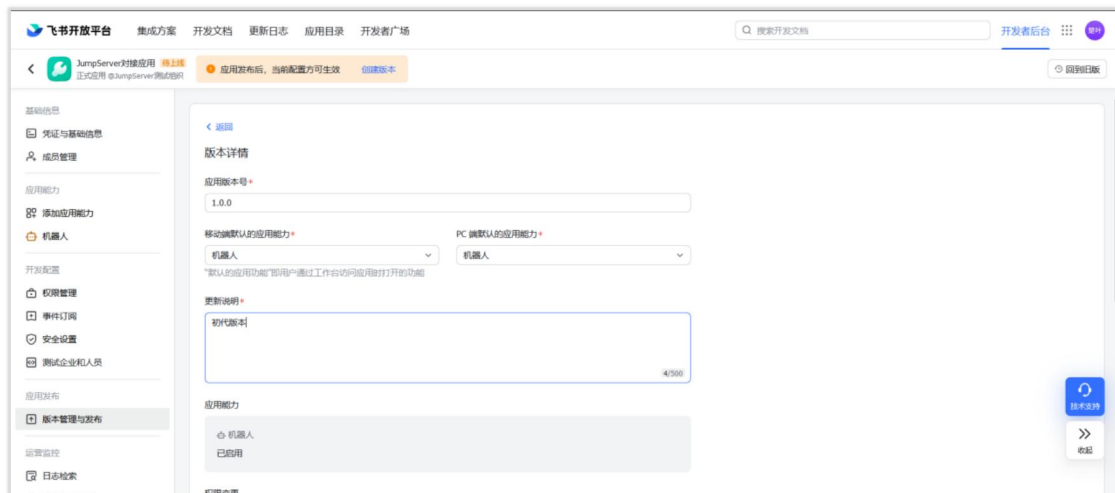 飞书开放平台 集成方案 开发文档 更新日志 应用目录 开发者广场 搜索开发文档 开发者后台 楚叶
JumpServer对接应用 待上线
正式应用 @JumpServer测试组织
应用发布后，当前配置方可生效 创建版本 回到旧版
基础信息
凭证与基础信息
成员管理
应用能力
添加应用能力
机器人
开发配置
权限管理
事件订阅
安全设置
测试企业和人员
应用发布
版本管理与发布
运营监控
日志检索
返回
版本详情
应用版本号*
1.0.0
移动端默认的应用能力* PC 端默认的应用能力*
机器人 机器人
"默认的应用功能"即用户通过工作台访问应用时打开的功能
更新说明*
初代版本
4/500
应用能力
机器人
已启用
权限变更
技术支持
收起